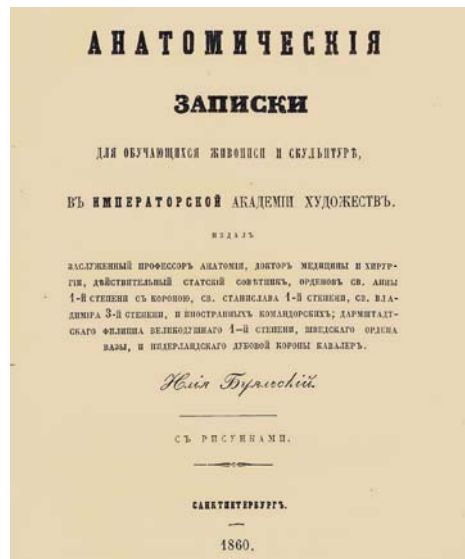 АНАТОМИЧЕСКІЯ
ЗАПИСКИ
ДЛЯ ОБУЧАЮЩИХСЯ ЖИВОПИСИ И СКУЛЬПТУРѢ,
ВЪ ИМПЕРАТОРСКОЙ АКАДЕМІИ ХУДОЖЕСТВЪ.
ИЗДАЛЪ
ЗАСЛУЖЕННЫЙ ПРОФЕССОРЪ АНАТОМІИ, ДОКТОРЪ МЕДИЦИНЫ И ХИРУР-
ГІИ, ДѢЙСТВИТЕЛЬНЫЙ СТАТСКІЙ СОВѢТНИКЪ, ОРДЕНОВЪ СВ. АННЫ
1-Й СТЕПЕНИ СЪ КОРОНОЮ, СВ. СТАНИСЛАВА 1-Й СТЕПЕНИ, СВ. ВЛА-
ДИМІРА 3-Й СТЕПЕНИ, И ИНОСТРАННЫХЪ КОМАНДОРСКИХЪ; ДАРМШТАДТ-
СКАГО ФИЛИППА ВЕЛИКОДУШНАГО 1-Й СТЕПЕНИ, ШВЕДСКАГО ОРДЕНА
ВАЗЫ, И НИДЕРЛАНДСКАГО ДУБОВОЙ КОРОНЫ КАВАЛЕРЪ.
Илія Буяльскій.
СЪ РИСУНКАМИ.
САНКТПЕТЕРБУРГЪ.
1860.